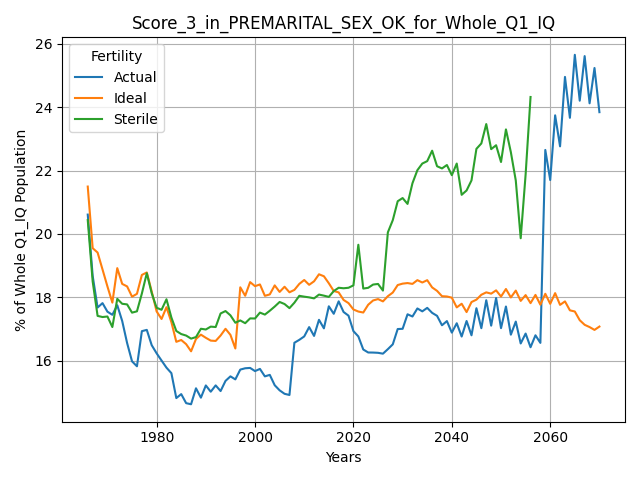 Score_3_in_PREMARITAL_SEX_OK_for_Whole_Q1_IQ
Fertility
Actual
Ideal
Sterile
% of Whole Q1_IQ Population
26
24
22
20
18
16
1980
2000
2020
2040
2060
Years